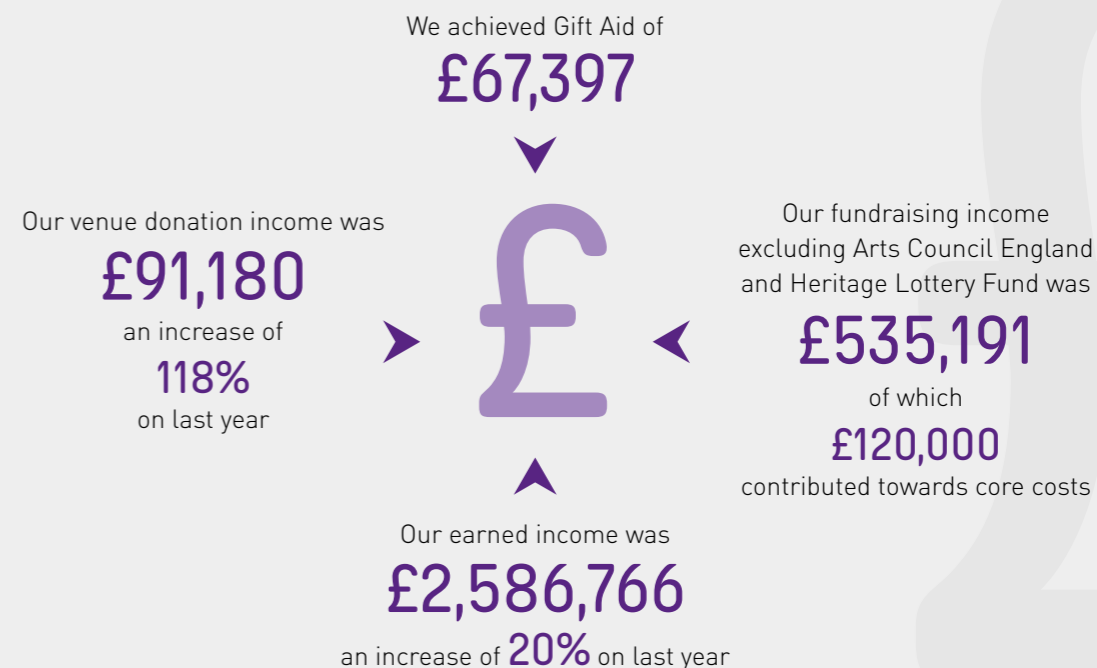 We achieved Gift Aid of
£67,397
Our venue donation income was
£91,180
an increase of
118%
on last year
£
Our fundraising income
excluding Arts Council England
and Heritage Lottery Fund was
£535,191
of which
£120,000
contributed towards core costs
Our earned income was
£2,586,766
an increase of 20% on last year